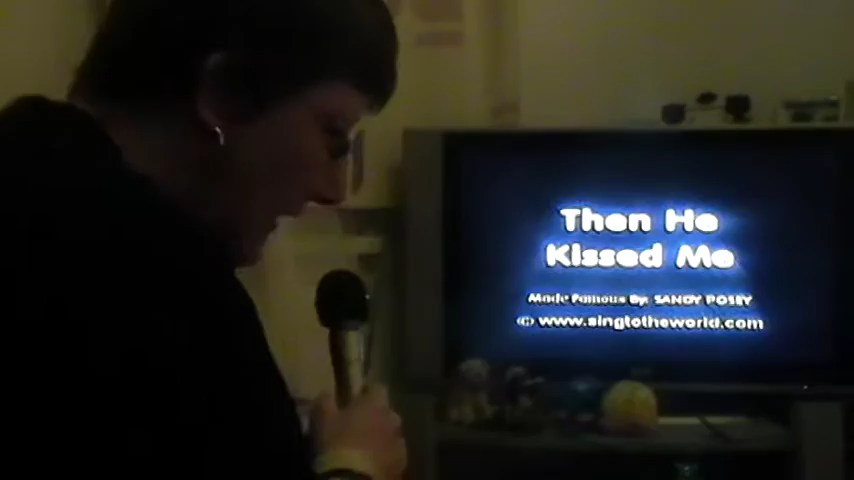 Then He
Kissed Me
Made Famous By: SANDY POSEY
www.singtotheworld.com